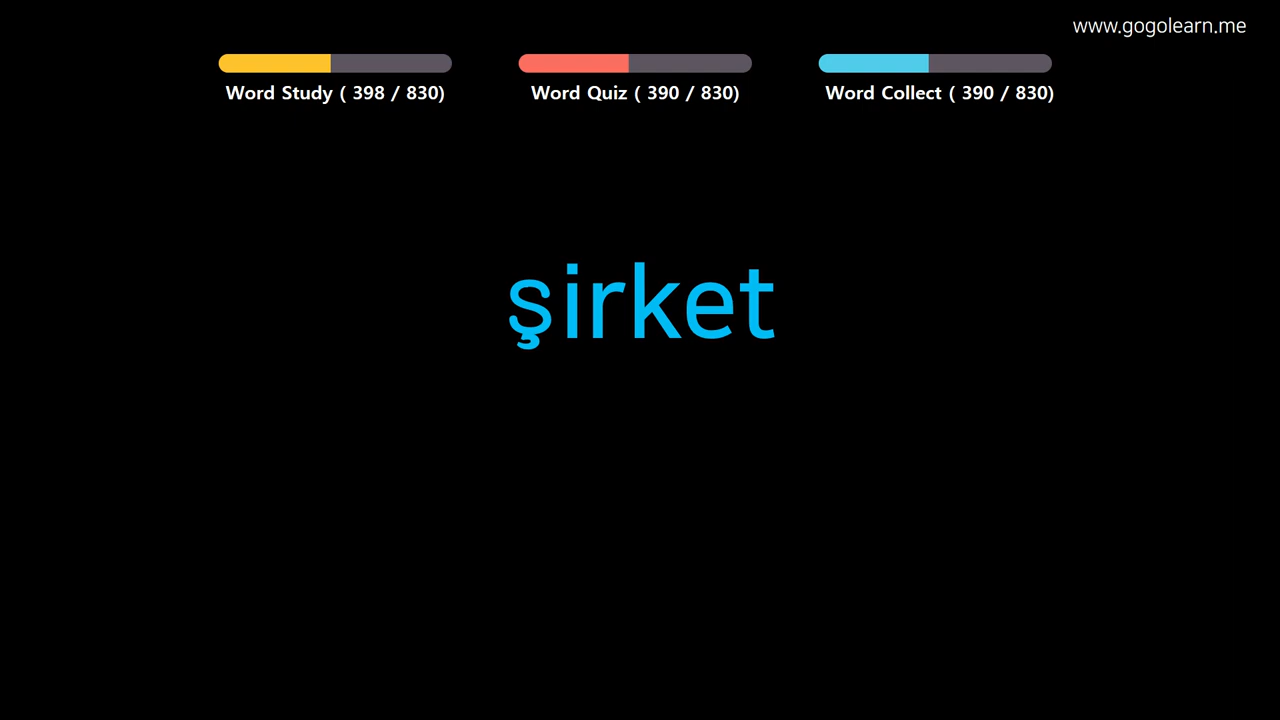 www.gogolearn.me
Word Study ( 398 / 830)
Word Quiz ( 390 / 830)
Word Collect ( 390 / 830)
şirket